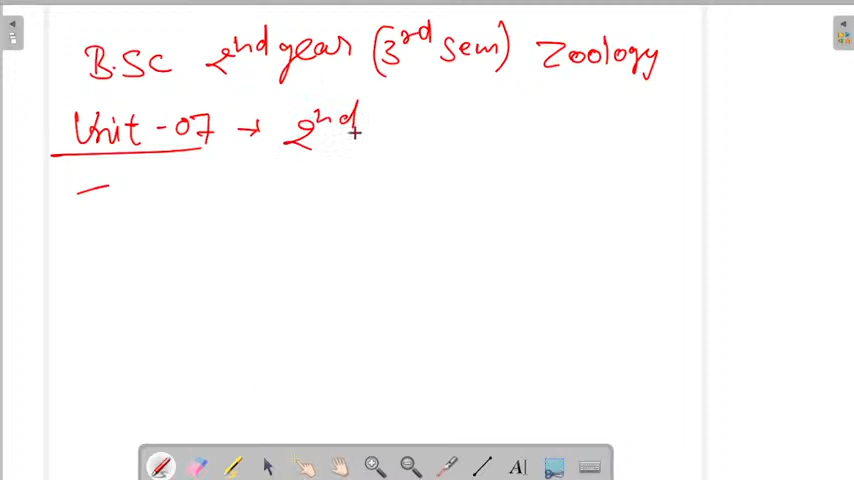 B.SC 2nd year (3rd Sem) Zoology
Unit-07 → 2nd